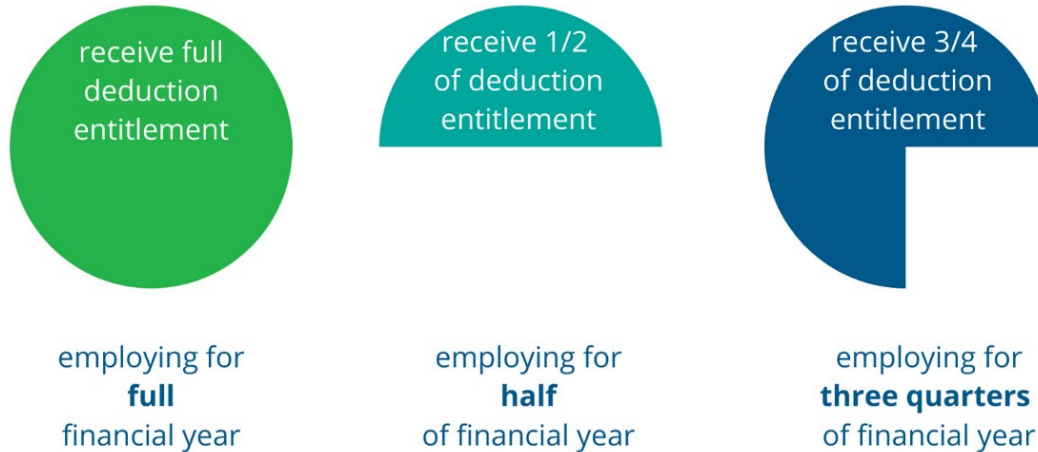 receive full
deduction
entitlement
receive 1/2
of deduction
entitlement
receive 3/4
of deduction
entitlement
employing for
full
financial year
employing for
half
of financial year
employing for
three quarters
of financial year